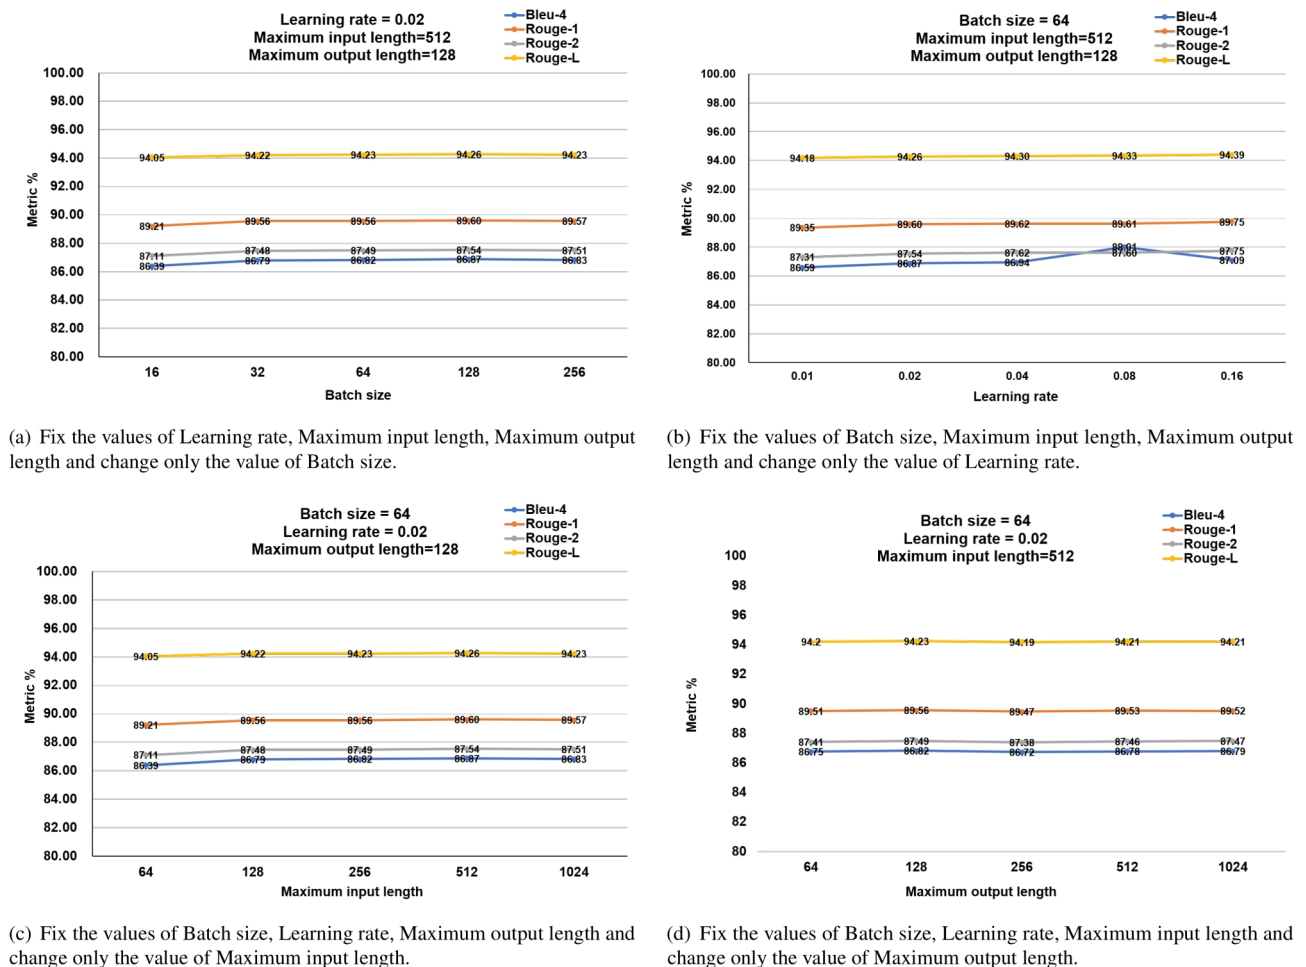 Learning rate = 0.02
Maximum input length=512
Maximum output length=128
Bleu-4
Rouge-1
Rouge-2
Rouge-L
Metric %
100.00
98.00
96.00
94.00
92.00
90.00
88.00
86.00
84.00
82.00
80.00
94.05 94.22 94.23 94.26 94.23
89.21 89.56 89.56 89.60 89.57
87.11 87.48 87.49 87.54 87.51
86.39 86.79 86.82 86.87 86.83
16 32 64 128 256
Batch size
(a) Fix the values of Learning rate, Maximum input length, Maximum output
length and change only the value of Batch size.
Batch size = 64
Maximum input length=512
Maximum output length=128
Bleu-4
Rouge-1
Rouge-2
Rouge-L
Metric %
100.00
98.00
96.00
94.00
92.00
90.00
88.00
86.00
84.00
82.00
80.00
94.18 94.26 94.30 94.33 94.39
89.35 89.60 89.62 89.61 89.75
87.31 87.54 87.62 87.60 87.75
86.59 86.87 86.94 88.01 87.09
0.01 0.02 0.04 0.08 0.16
Learning rate
(b) Fix the values of Batch size, Maximum input length, Maximum output
length and change only the value of Learning rate.
Batch size = 64
Learning rate = 0.02
Maximum output length=128
Bleu-4
Rouge-1
Rouge-2
Rouge-L
Metric %
100.00
98.00
96.00
94.00
92.00
90.00
88.00
86.00
84.00
82.00
80.00
94.05 94.22 94.23 94.26 94.23
89.21 89.56 89.56 89.60 89.57
87.11 87.48 87.49 87.54 87.51
86.39 86.79 86.82 86.87 86.83
64 128 256 512 1024
Maximum input length
(c) Fix the values of Batch size, Learning rate, Maximum output length and
change only the value of Maximum input length.
Batch size = 64
Learning rate = 0.02
Maximum input length=512
Bleu-4
Rouge-1
Rouge-2
Rouge-L
Metric %
100
98
96
94
92
90
88
86
84
82
80
94.2 94.23 94.19 94.21 94.21
89.51 89.56 89.47 89.53 89.52
87.41 87.49 87.38 87.46 87.47
86.75 86.82 86.72 86.78 86.79
64 128 256 512 1024
Maximum output length
(d) Fix the values of Batch size, Learning rate, Maximum input length and
change only the value of Maximum output length.